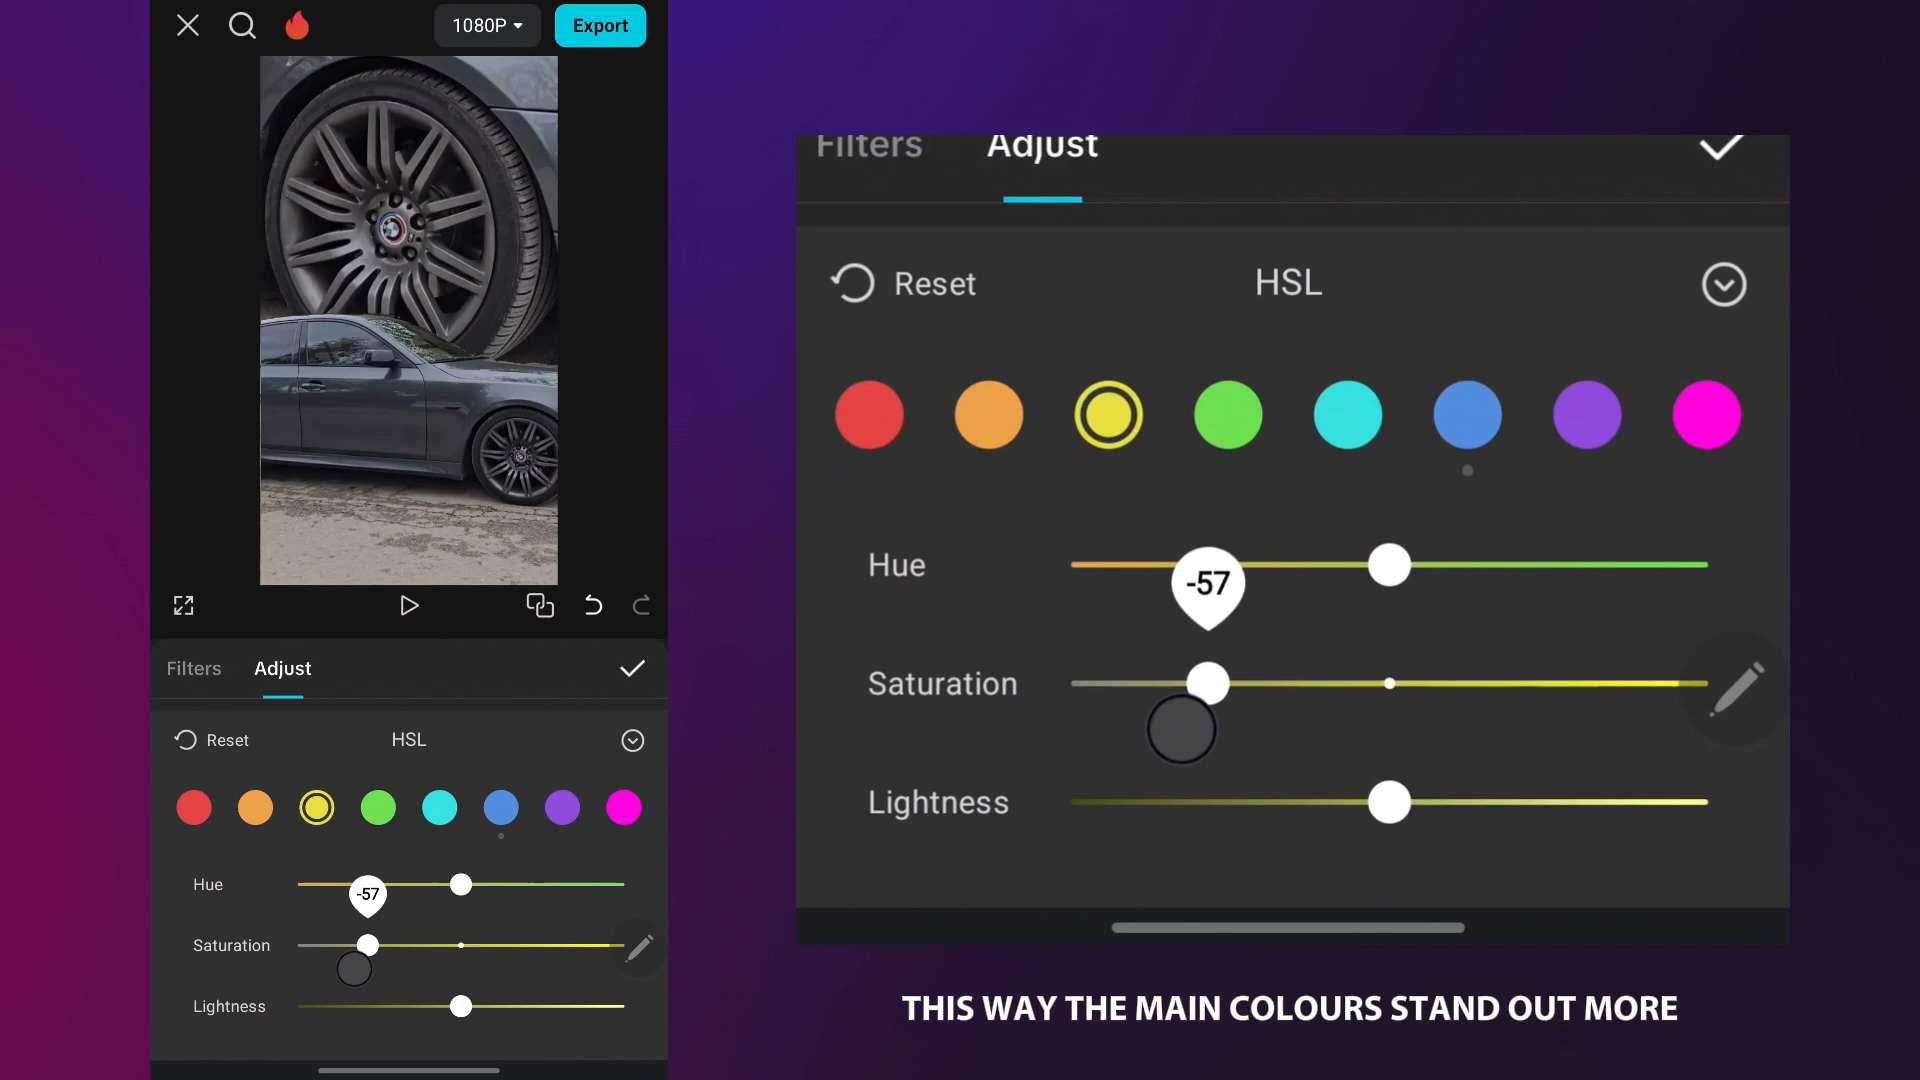 1080P
Export
Filters
Adjust
Reset
HSL
Hue
-57
Saturation
Lightness
Filters
Adjust
Reset
HSL
Hue
-57
Saturation
Lightness
THIS WAY THE MAIN COLOURS STAND OUT MORE